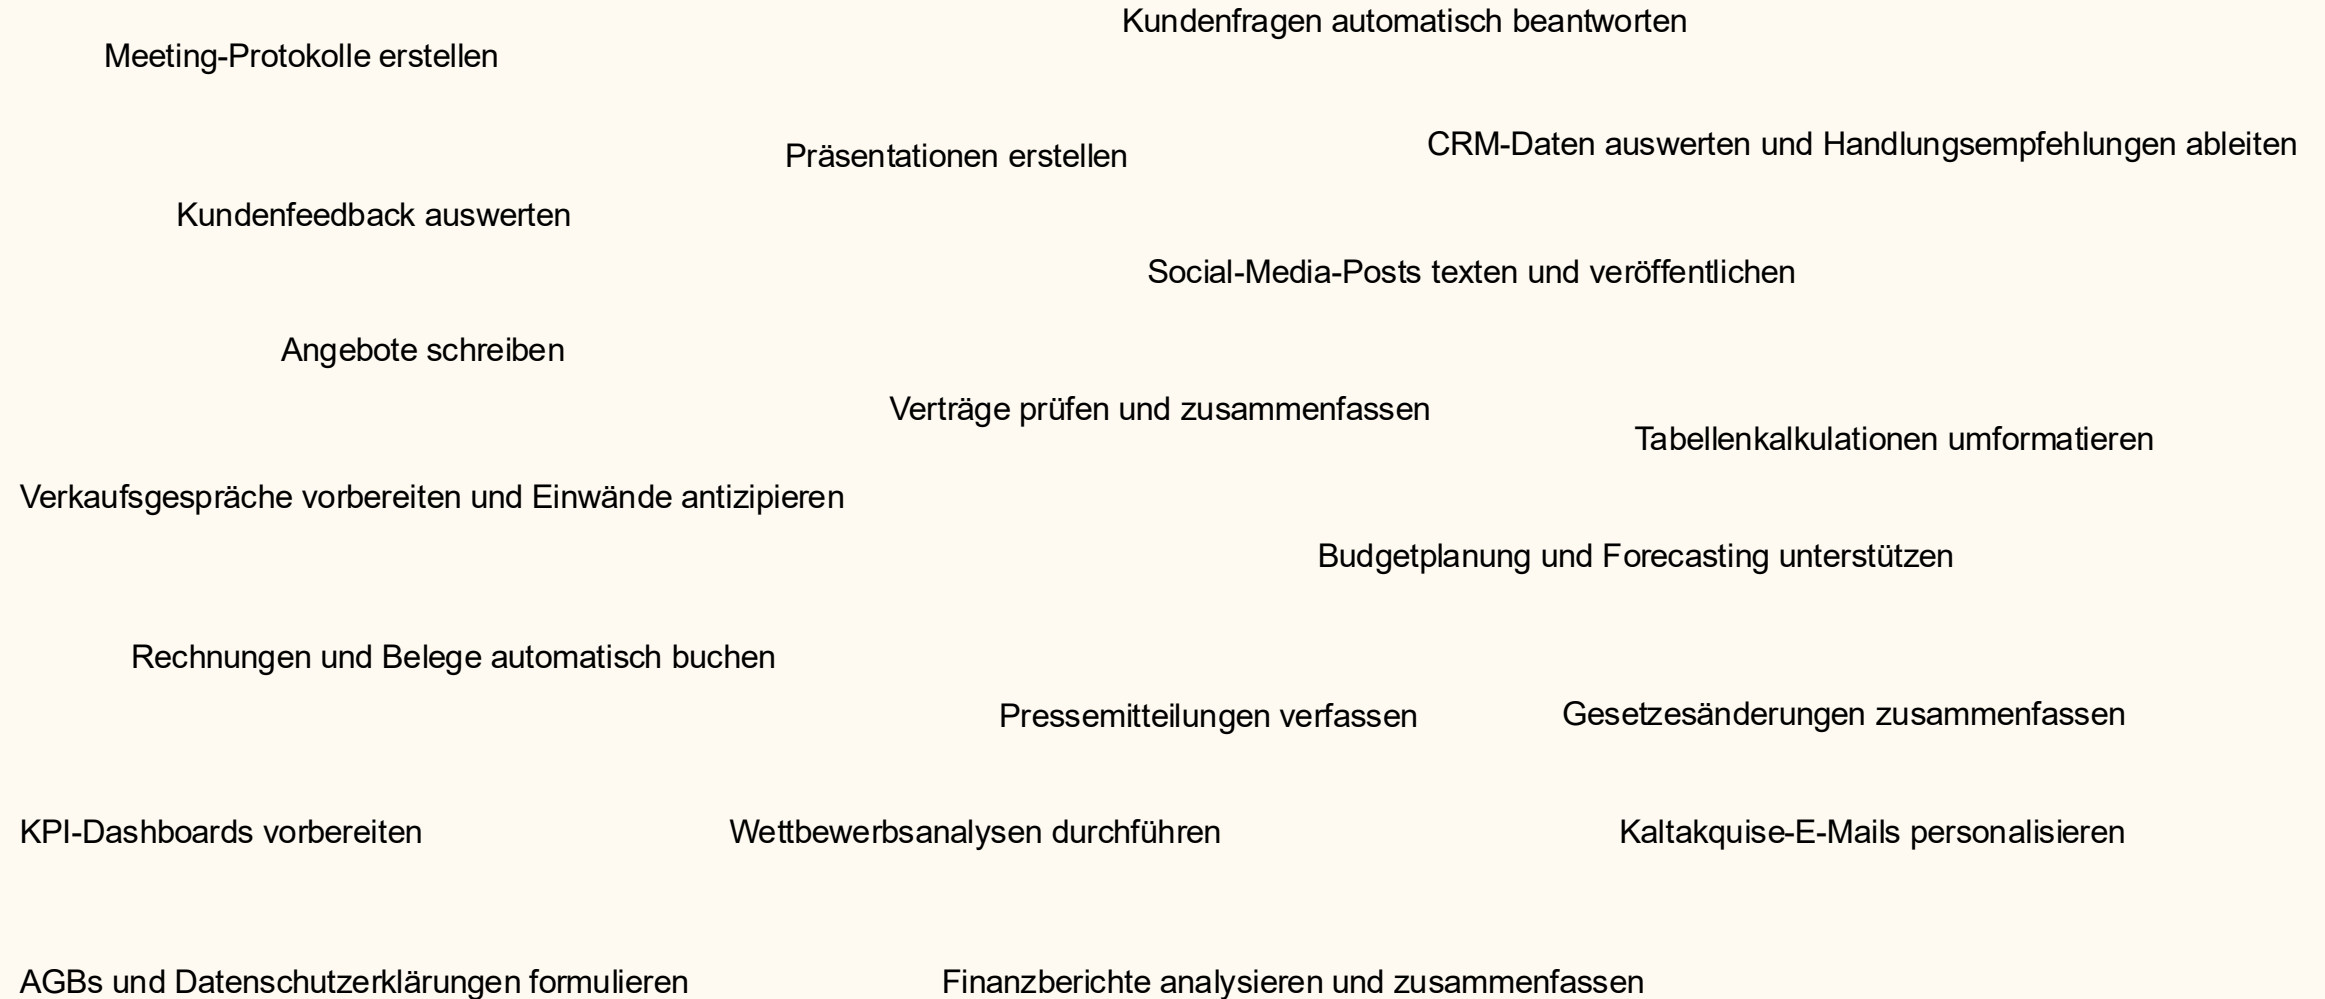 Kundenfragen automatisch beantworten
Meeting-Protokolle erstellen
CRM-Daten auswerten und Handlungsempfehlungen ableiten
Präsentationen erstellen
Kundenfeedback auswerten
Social-Media-Posts texten und veröffentlichen
Angebote schreiben
Verträge prüfen und zusammenfassen
Tabellenkalkulationen umformatieren
Verkaufsgespräche vorbereiten und Einwände antizipieren
Budgetplanung und Forecasting unterstützen
Rechnungen und Belege automatisch buchen
Pressemitteilungen verfassen
Gesetzesänderungen zusammenfassen
KPI-Dashboards vorbereiten
Wettbewerbsanalysen durchführen
Kaltakquise-E-Mails personalisieren
AGBs und Datenschutzerklärungen formulieren
Finanzberichte analysieren und zusammenfassen